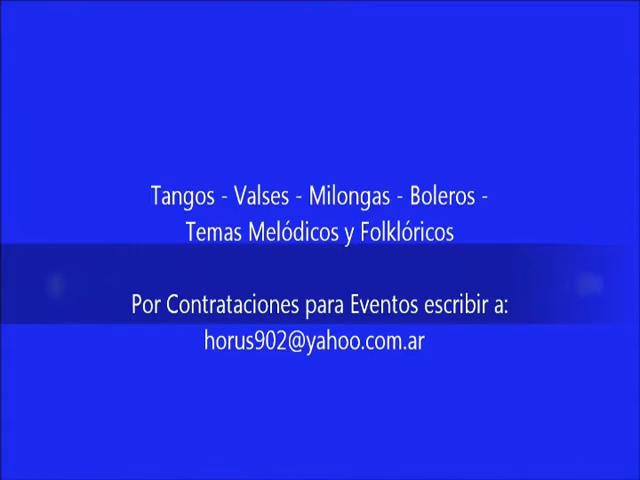 Tangos - Valses - Milongas - Boleros -
Temas Melódicos y Folklóricos
Por Contrataciones para Eventos escribir a:
horus902@yahoo.com.ar